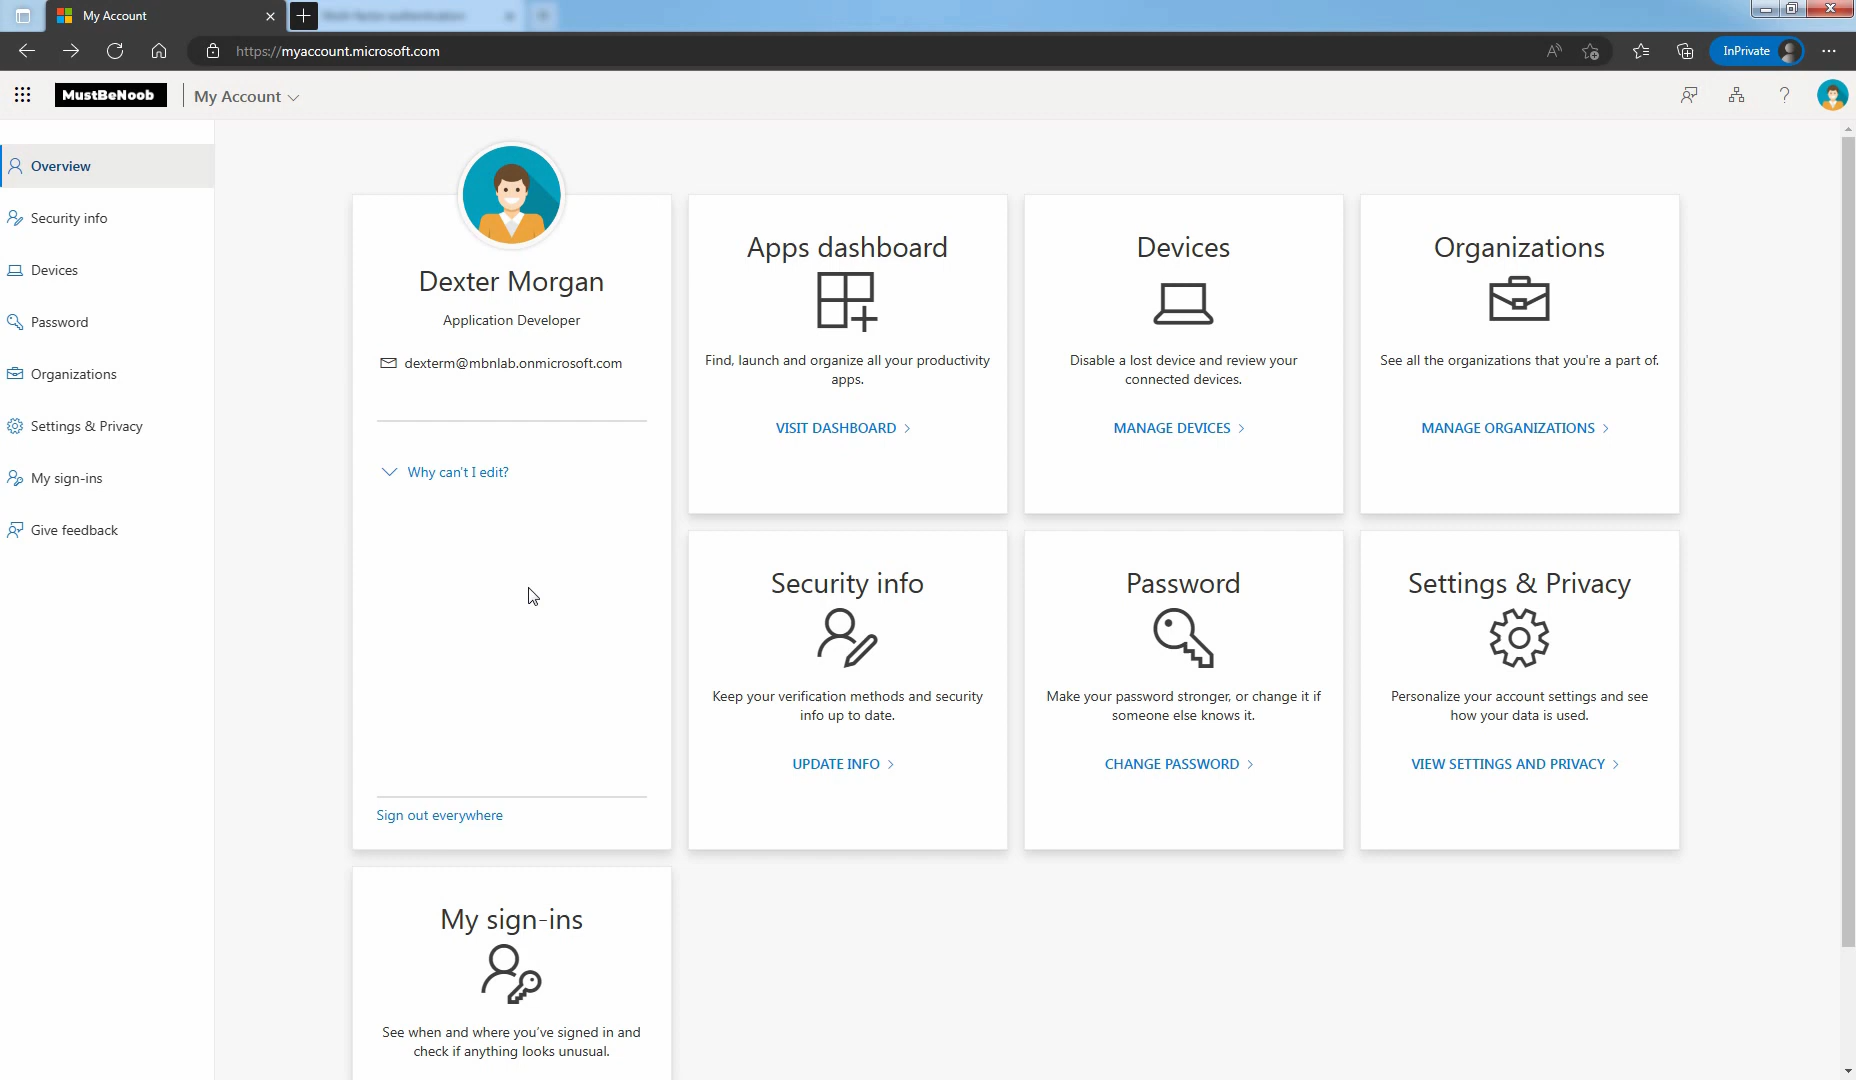 My Account
https://myaccount.microsoft.com
InPrivate
MustBeNoob
My Account
Overview
Security info
Devices
Password
Organizations
Settings & Privacy
My sign-ins
Give feedback
Dexter Morgan
Application Developer
dexterm@mbnlab.onmicrosoft.com
Why can't I edit?
Sign out everywhere
Apps dashboard
Find, launch and organize all your productivity
apps.
VISIT DASHBOARD
Devices
Disable a lost device and review your
connected devices.
MANAGE DEVICES
Organizations
See all the organizations that you're a part of.
MANAGE ORGANIZATIONS
Security info
Keep your verification methods and security
info up to date.
UPDATE INFO
Password
Make your password stronger, or change it if
someone else knows it.
CHANGE PASSWORD
Settings & Privacy
Personalize your account settings and see
how your data is used.
VIEW SETTINGS AND PRIVACY
My sign-ins
See when and where you've signed in and
check if anything looks unusual.